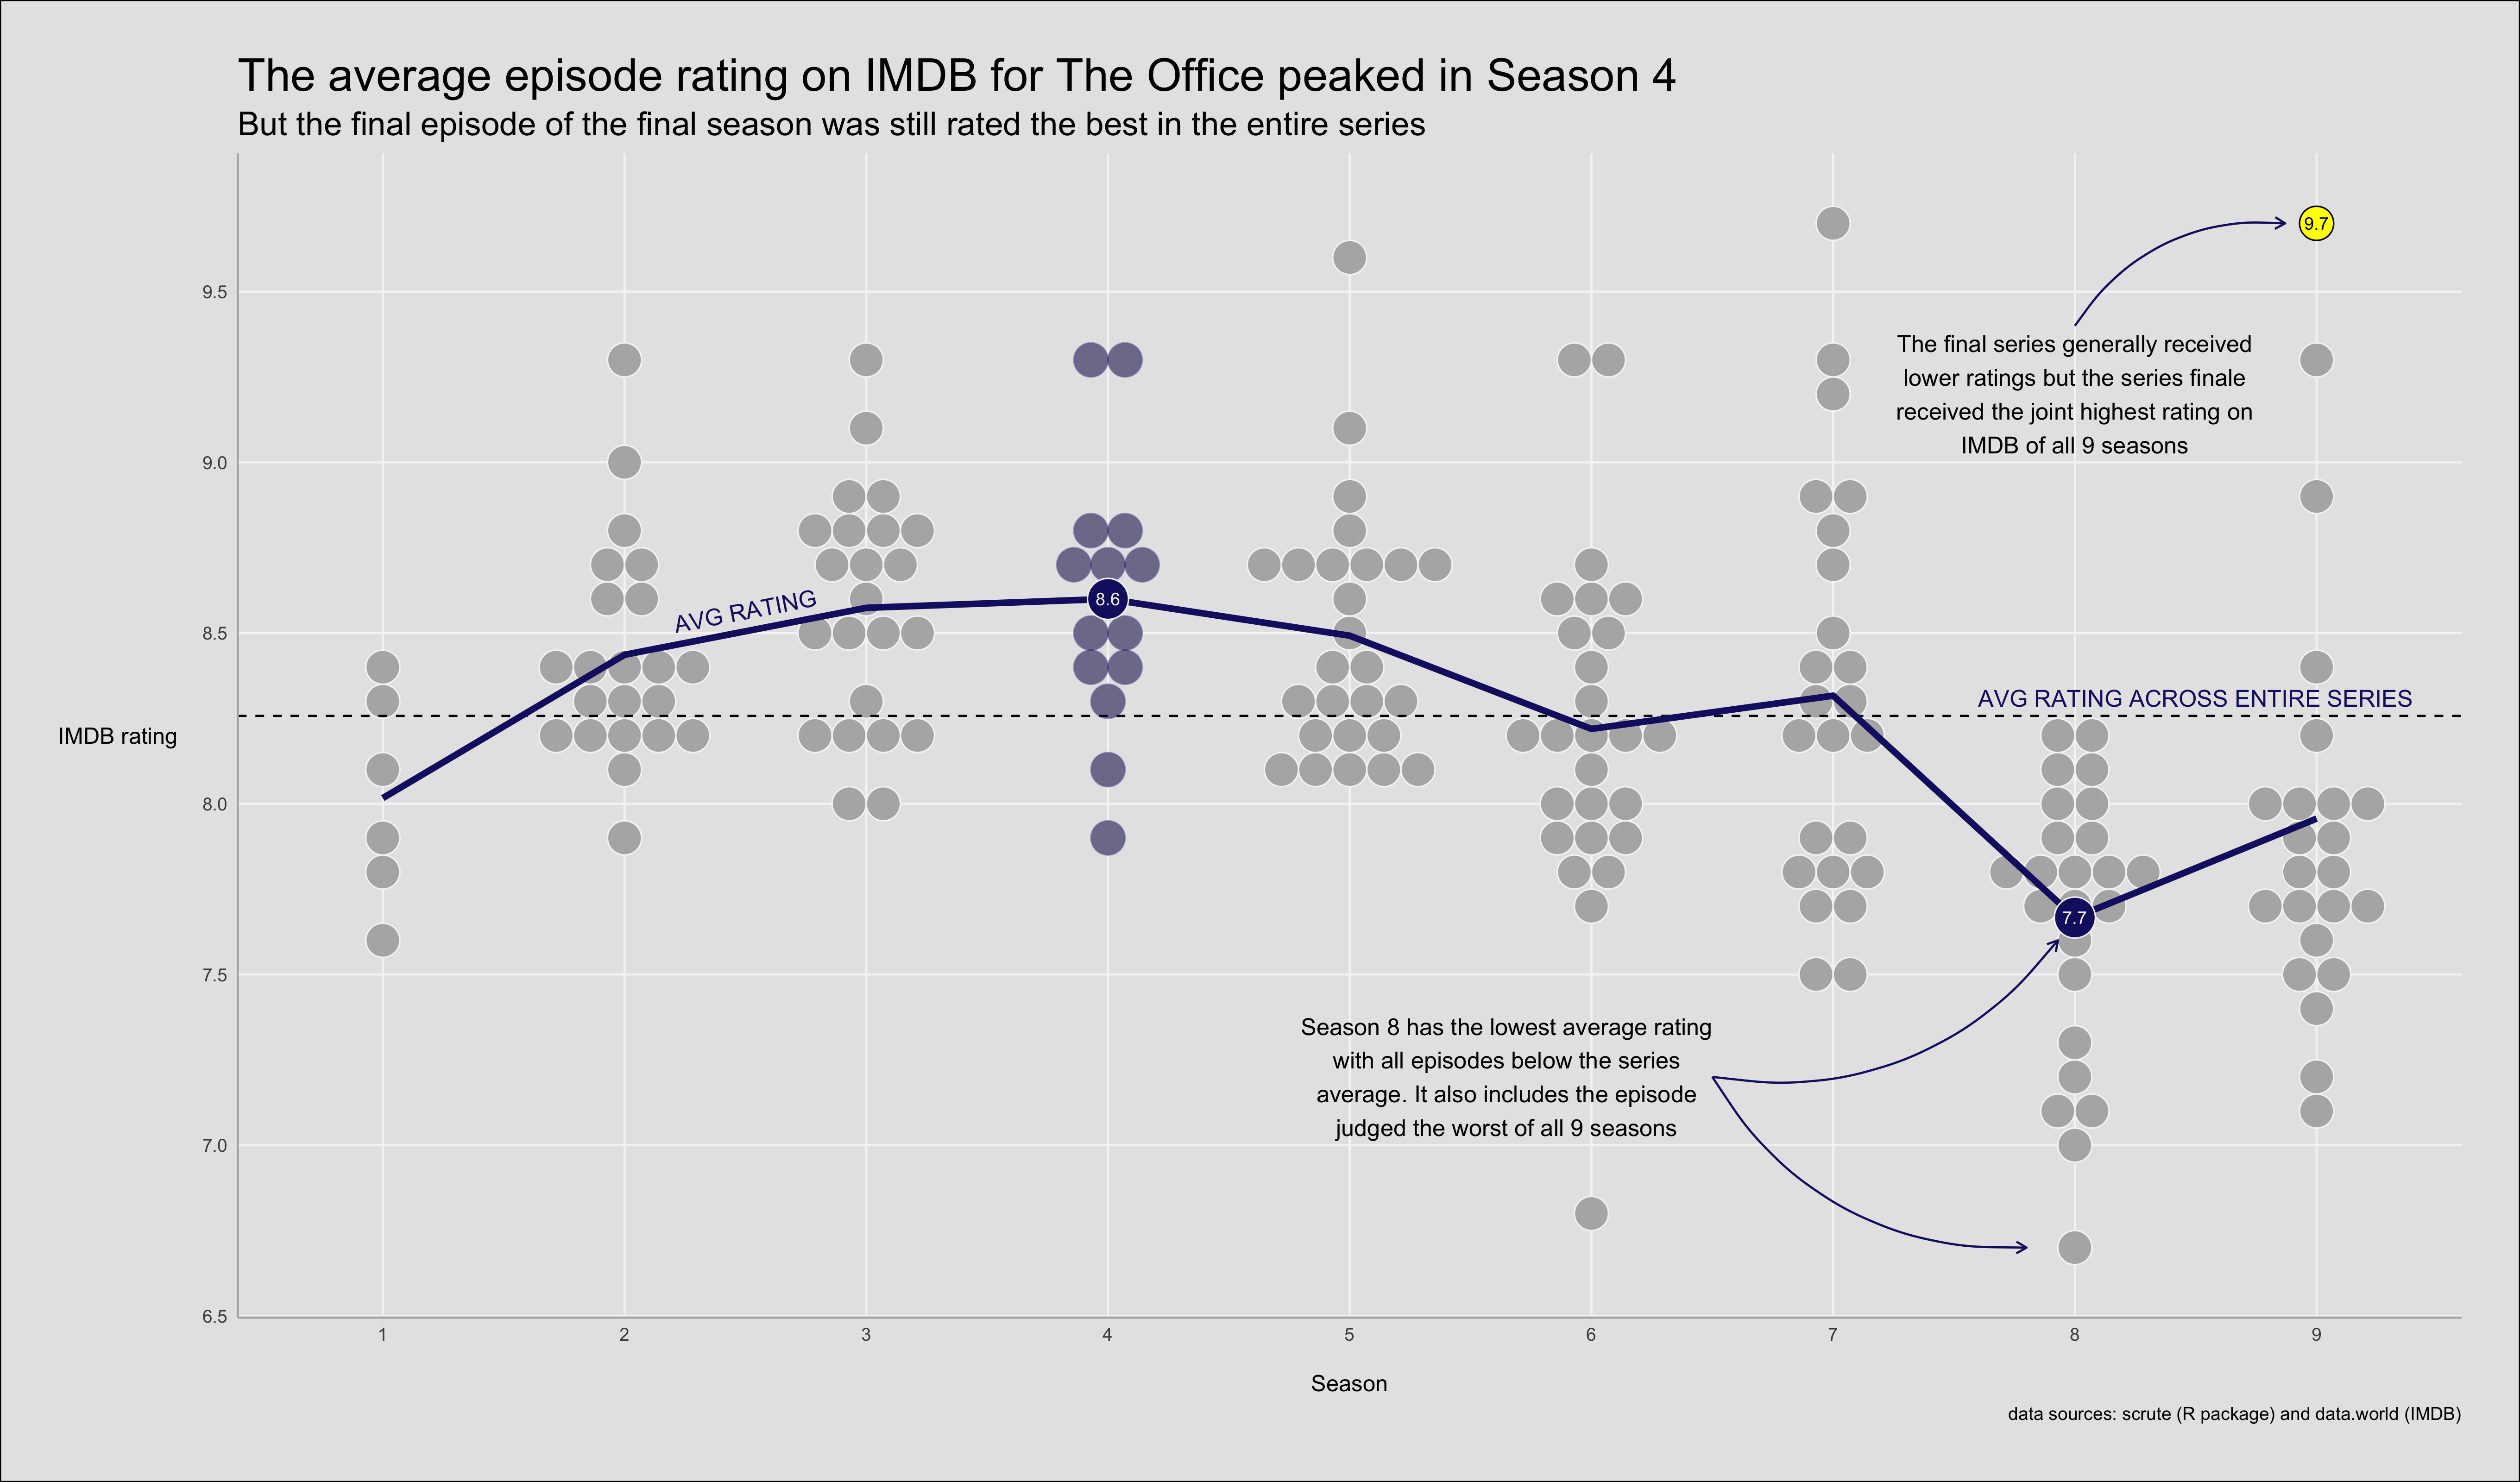 The average episode rating on IMDB for The Office peaked in Season 4
But the final episode of the final season was still rated the best in the entire series
9.7
9.5
The final series generally received
lower ratings but the series finale
received the joint highest rating on
IMDB of all 9 seasons
9.0
AVG RATING
8.6
8.5
AVG RATING ACROSS ENTIRE SERIES
IMDB rating
8.0
7.7
7.5
Season 8 has the lowest average rating
with all episodes below the series
average. It also includes the episode
judged the worst of all 9 seasons
7.0
6.5
1 2 3 4 5 6 7 8 9
Season
data sources: scrute (R package) and data.world (IMDB)